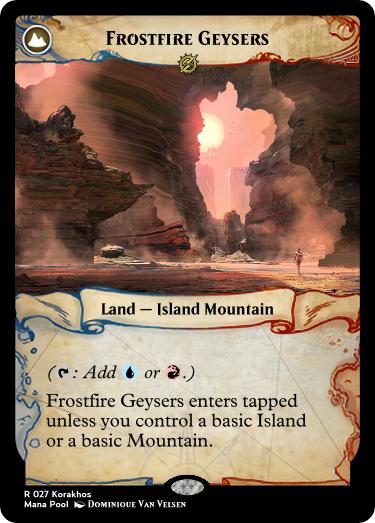 Frostfire Geysers
Land — Island Mountain
(: Add or .)
Frostfire Geysers enters tapped
unless you control a basic Island
or a basic Mountain.
R 027 Korakhos
Mana Pool Dominique Van Velsen